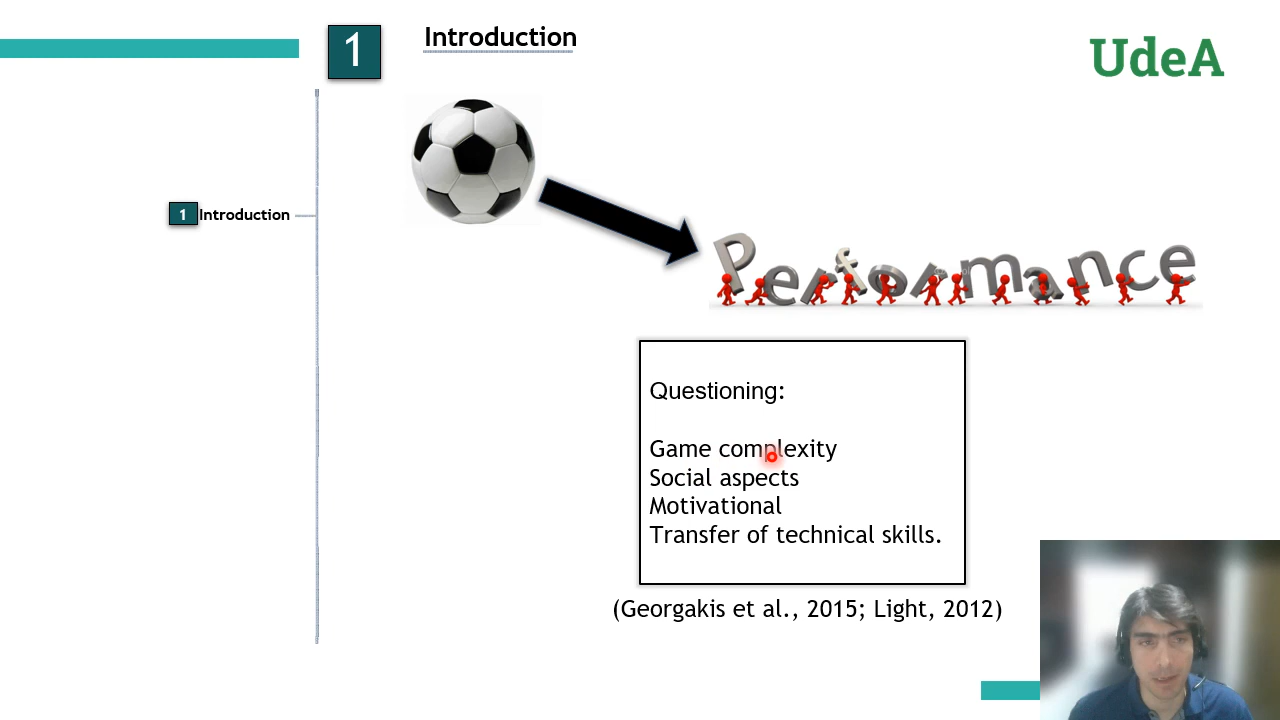 1
Introduction
UdeA
1 Introduction
Performance
Questioning:
Game complexity
Social aspects
Motivational
Transfer of technical skills.
(Georgakis et al., 2015; Light, 2012)